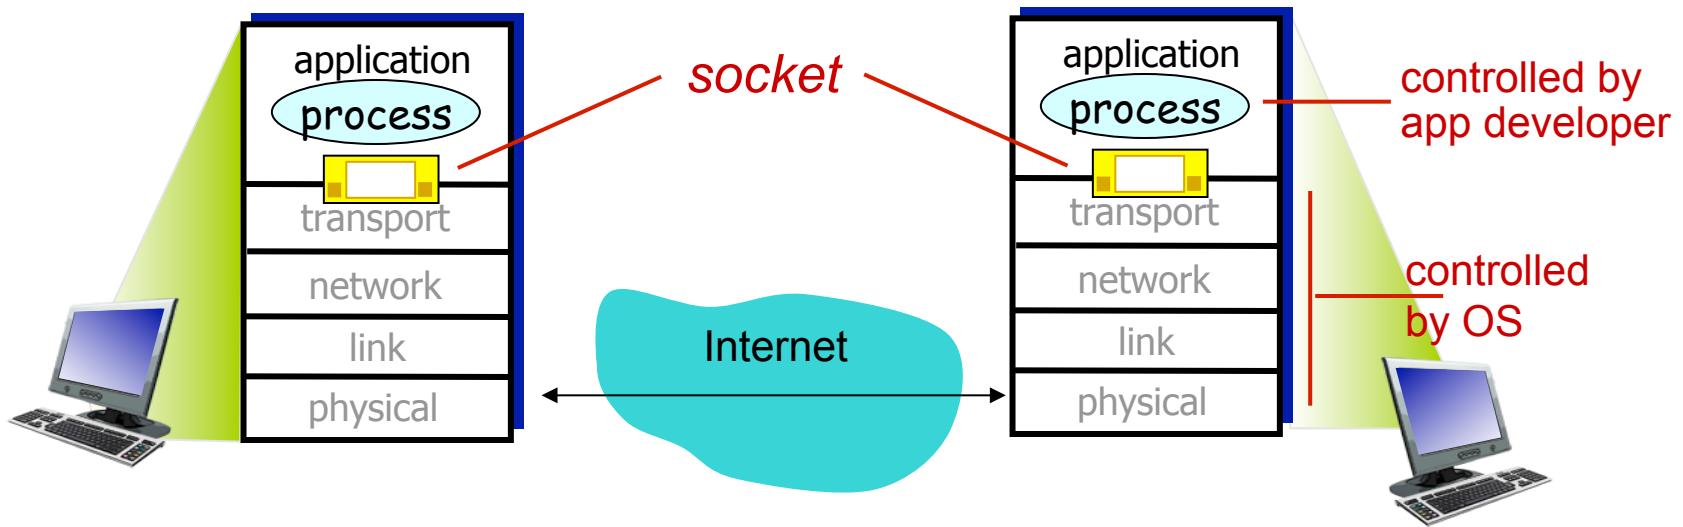 application
process
transport
network
link
physical
socket
Internet
application
process
transport
network
link
physical
controlled by
app developer
controlled
by OS